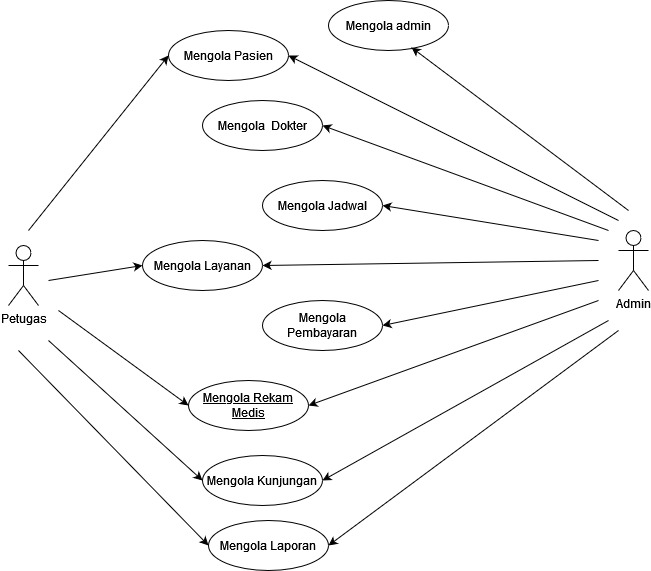 Mengola admin
Mengola Pasien
Mengola Dokter
Mengola Jadwal
Mengola Layanan
Petugas
Admin
Mengola
Pembayaran
Mengola Rekam
Medis
Mengola Kunjungan
Mengola Laporan